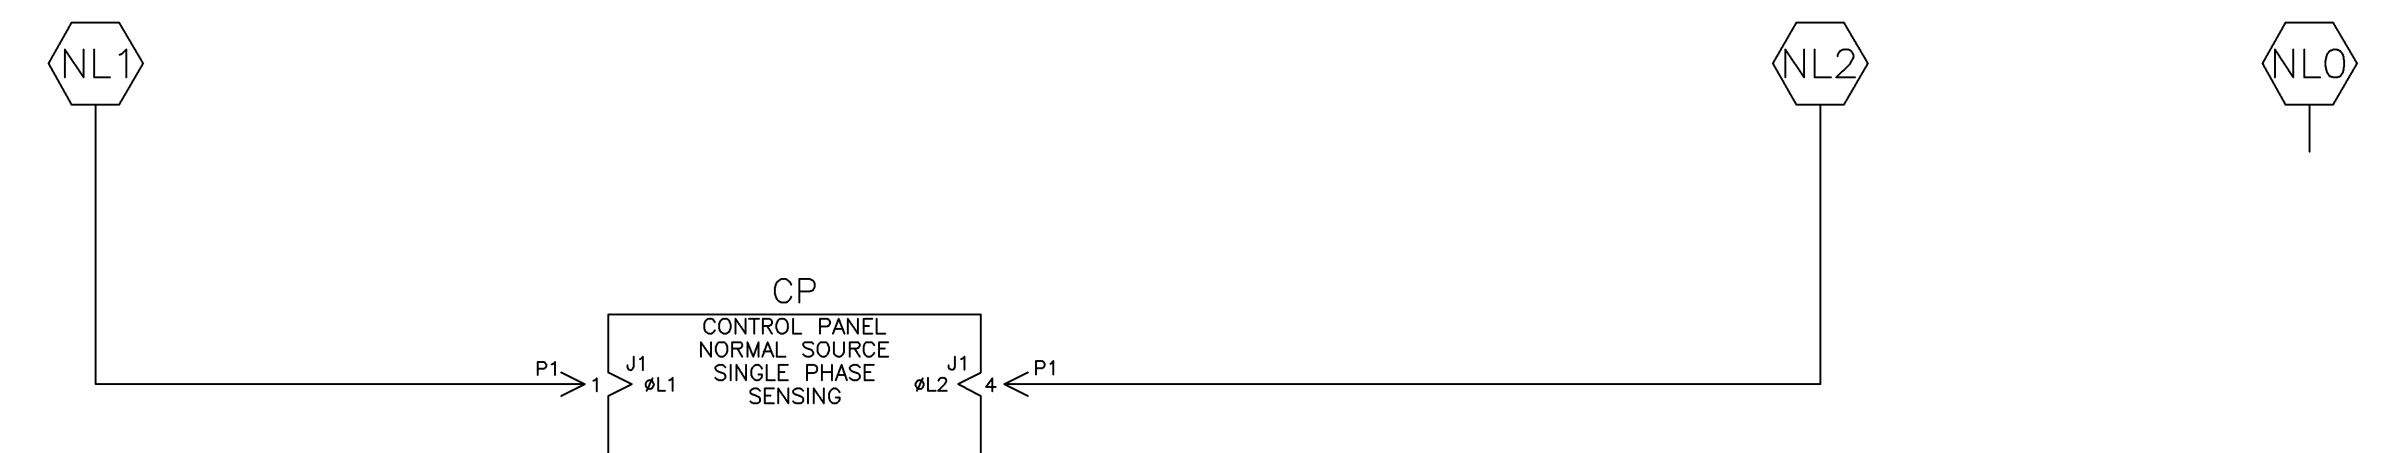 NL1
NL2
NL0
CP
CONTROL PANEL
NORMAL SOURCE
SINGLE PHASE
SENSING
P1
1
J1
øL1
J1
øL2
4
P1